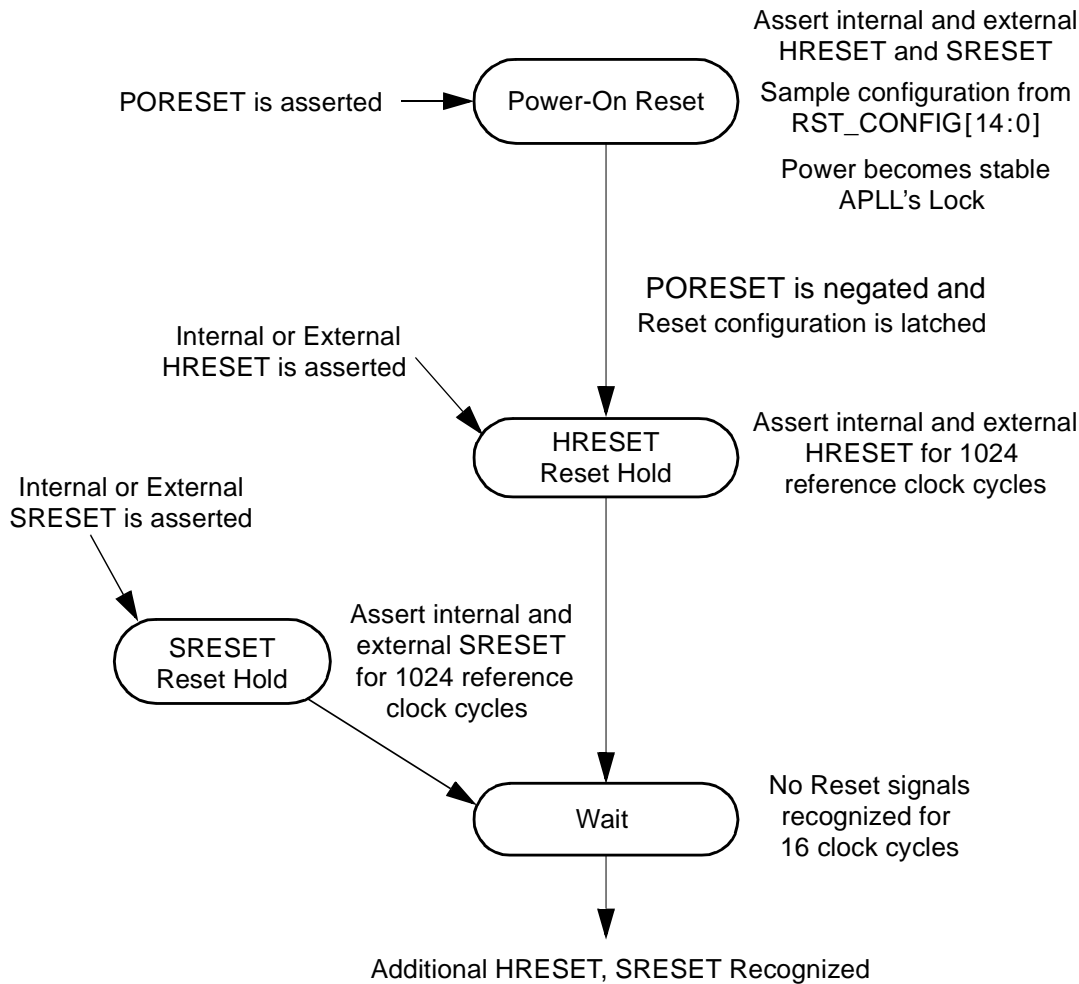 Assert internal and external
HRESET and SRESET
PORESET is asserted
Power-On Reset
Sample configuration from
RST_CONFIG[14:0]
Power becomes stable
APLL's Lock
PORESET is negated and
Reset configuration is latched
Internal or External
HRESET is asserted
HRESET
Reset Hold
Assert internal and external
HRESET for 1024
reference clock cycles
Internal or External
SRESET is asserted
SRESET
Reset Hold
Assert internal and
external SRESET
for 1024 reference
clock cycles
Wait
No Reset signals
recognized for
16 clock cycles
Additional HRESET, SRESET Recognized